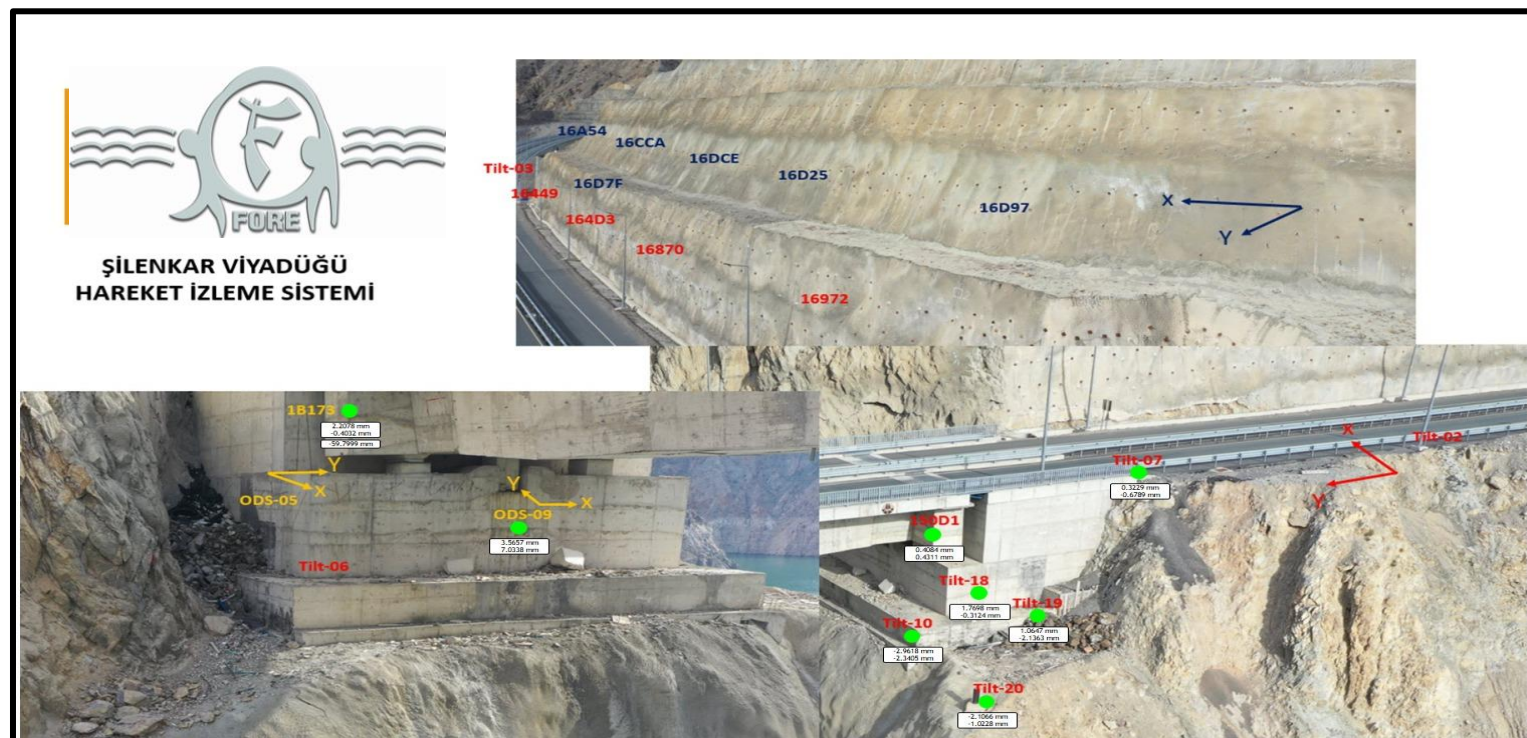 FORE
ŞİLENKAR VİYADÜĞÜ
HAREKET İZLEME SİSTEMİ
16A54
16CCA
16DCE
16D25
16D7F
16D97
X
Y
Tilt-03
16449
164D3
16870
16972
1B173
2.2078 mm
-0.4032 mm
-59.7999 mm
Y
X
ODS-05
Y
X
ODS-09
3.5657 mm
7.0338 mm
Tilt-06
X
Tilt-02
Y
Tilt-07
0.3229 mm
-0.6789 mm
0.4084 mm
0.4311 mm
Tilt-18
1.7698 mm
-0.3124 mm
Tilt-19
1.0647 mm
-2.1363 mm
Tilt-10
-2.9618 mm
-2.3405 mm
Tilt-20
-2.1066 mm
-1.0228 mm